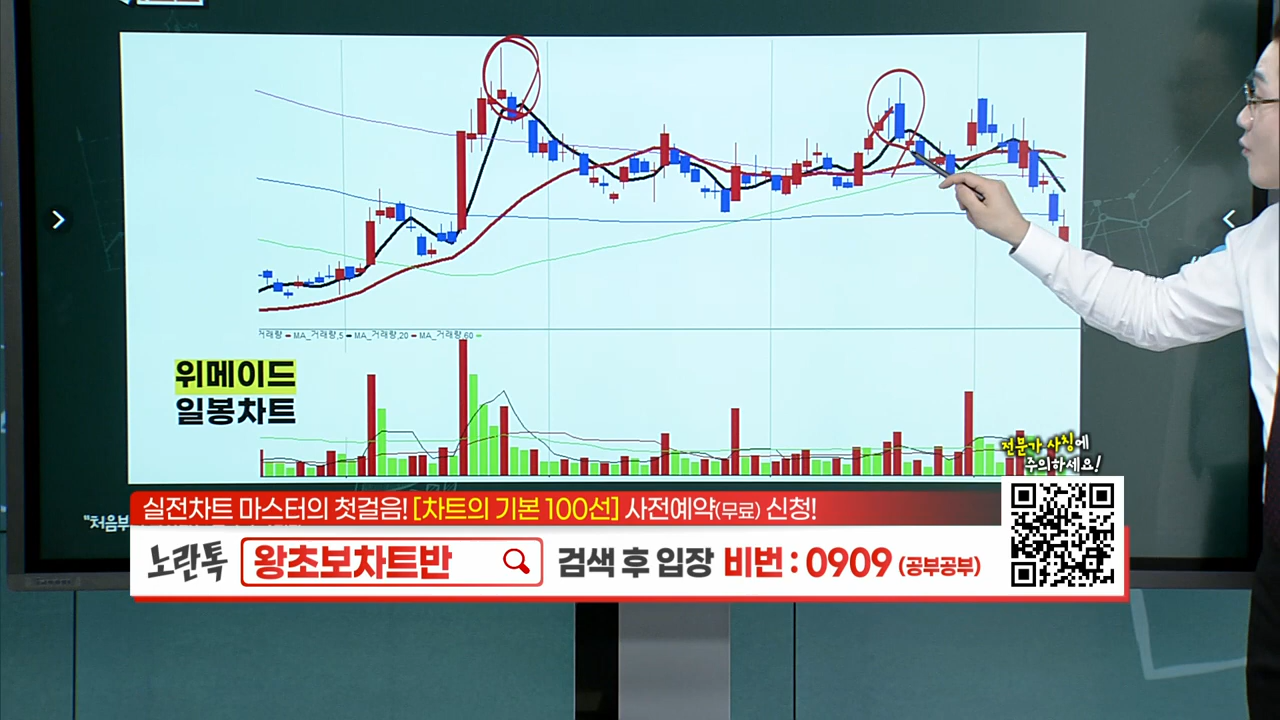 거래량 MA_거래량,5 MA_거래량,20 MA_거래량,60
위메이드
일봉차트
전문가 사칭에
주의하세요!
"처음부
실전차트 마스터의 첫걸음! [차트의 기본 100선] 사전예약(무료) 신청!
노란톡 왕초보차트반 검색 후 입장 비번 : 0909 (공부공부)